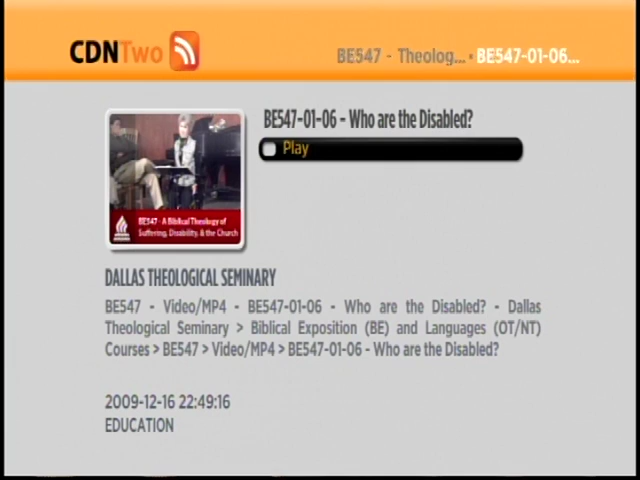 CDNTwo
BE547 - Theolog... • BE547-01-06...
BE547-01-06 - Who are the Disabled?
Play
BE547 - A Biblical Theology of
Suffering, Disability, & the Church
DALLAS THEOLOGICAL SEMINARY
BE547 - Video/MP4 - BE547-01-06 - Who are the Disabled? - Dallas
Theological Seminary > Biblical Exposition (BE) and Languages (OT/NT)
Courses > BE547 > Video/MP4 > BE547-01-06 - Who are the Disabled?
2009-12-16 22:49:16
EDUCATION